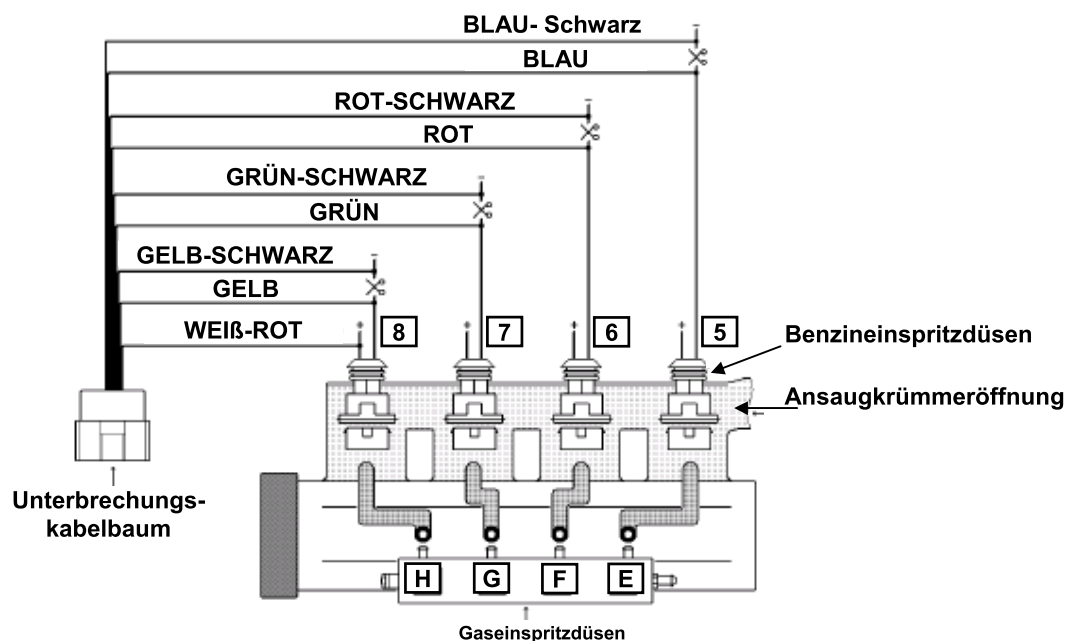 BLAU- Schwarz
BLAU
ROT-SCHWARZ
ROT
GRÜN-SCHWARZ
GRÜN
GELB-SCHWARZ
GELB
WEIß-ROT
8
7
6
5
Benzineinspritzdüsen
Ansaugkrümmeröffnung
Unterbrechungs-
kabelbaum
H
G
F
E
Gaseinspritzdüsen